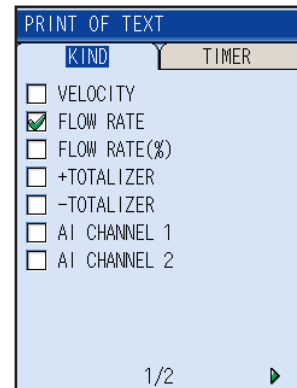 PRINT OF TEXT
KIND TIMER
VELOCITY
FLOW RATE
FLOW RATE(%)
+TOTALIZER
-TOTALIZER
AI CHANNEL 1
AI CHANNEL 2
1/2